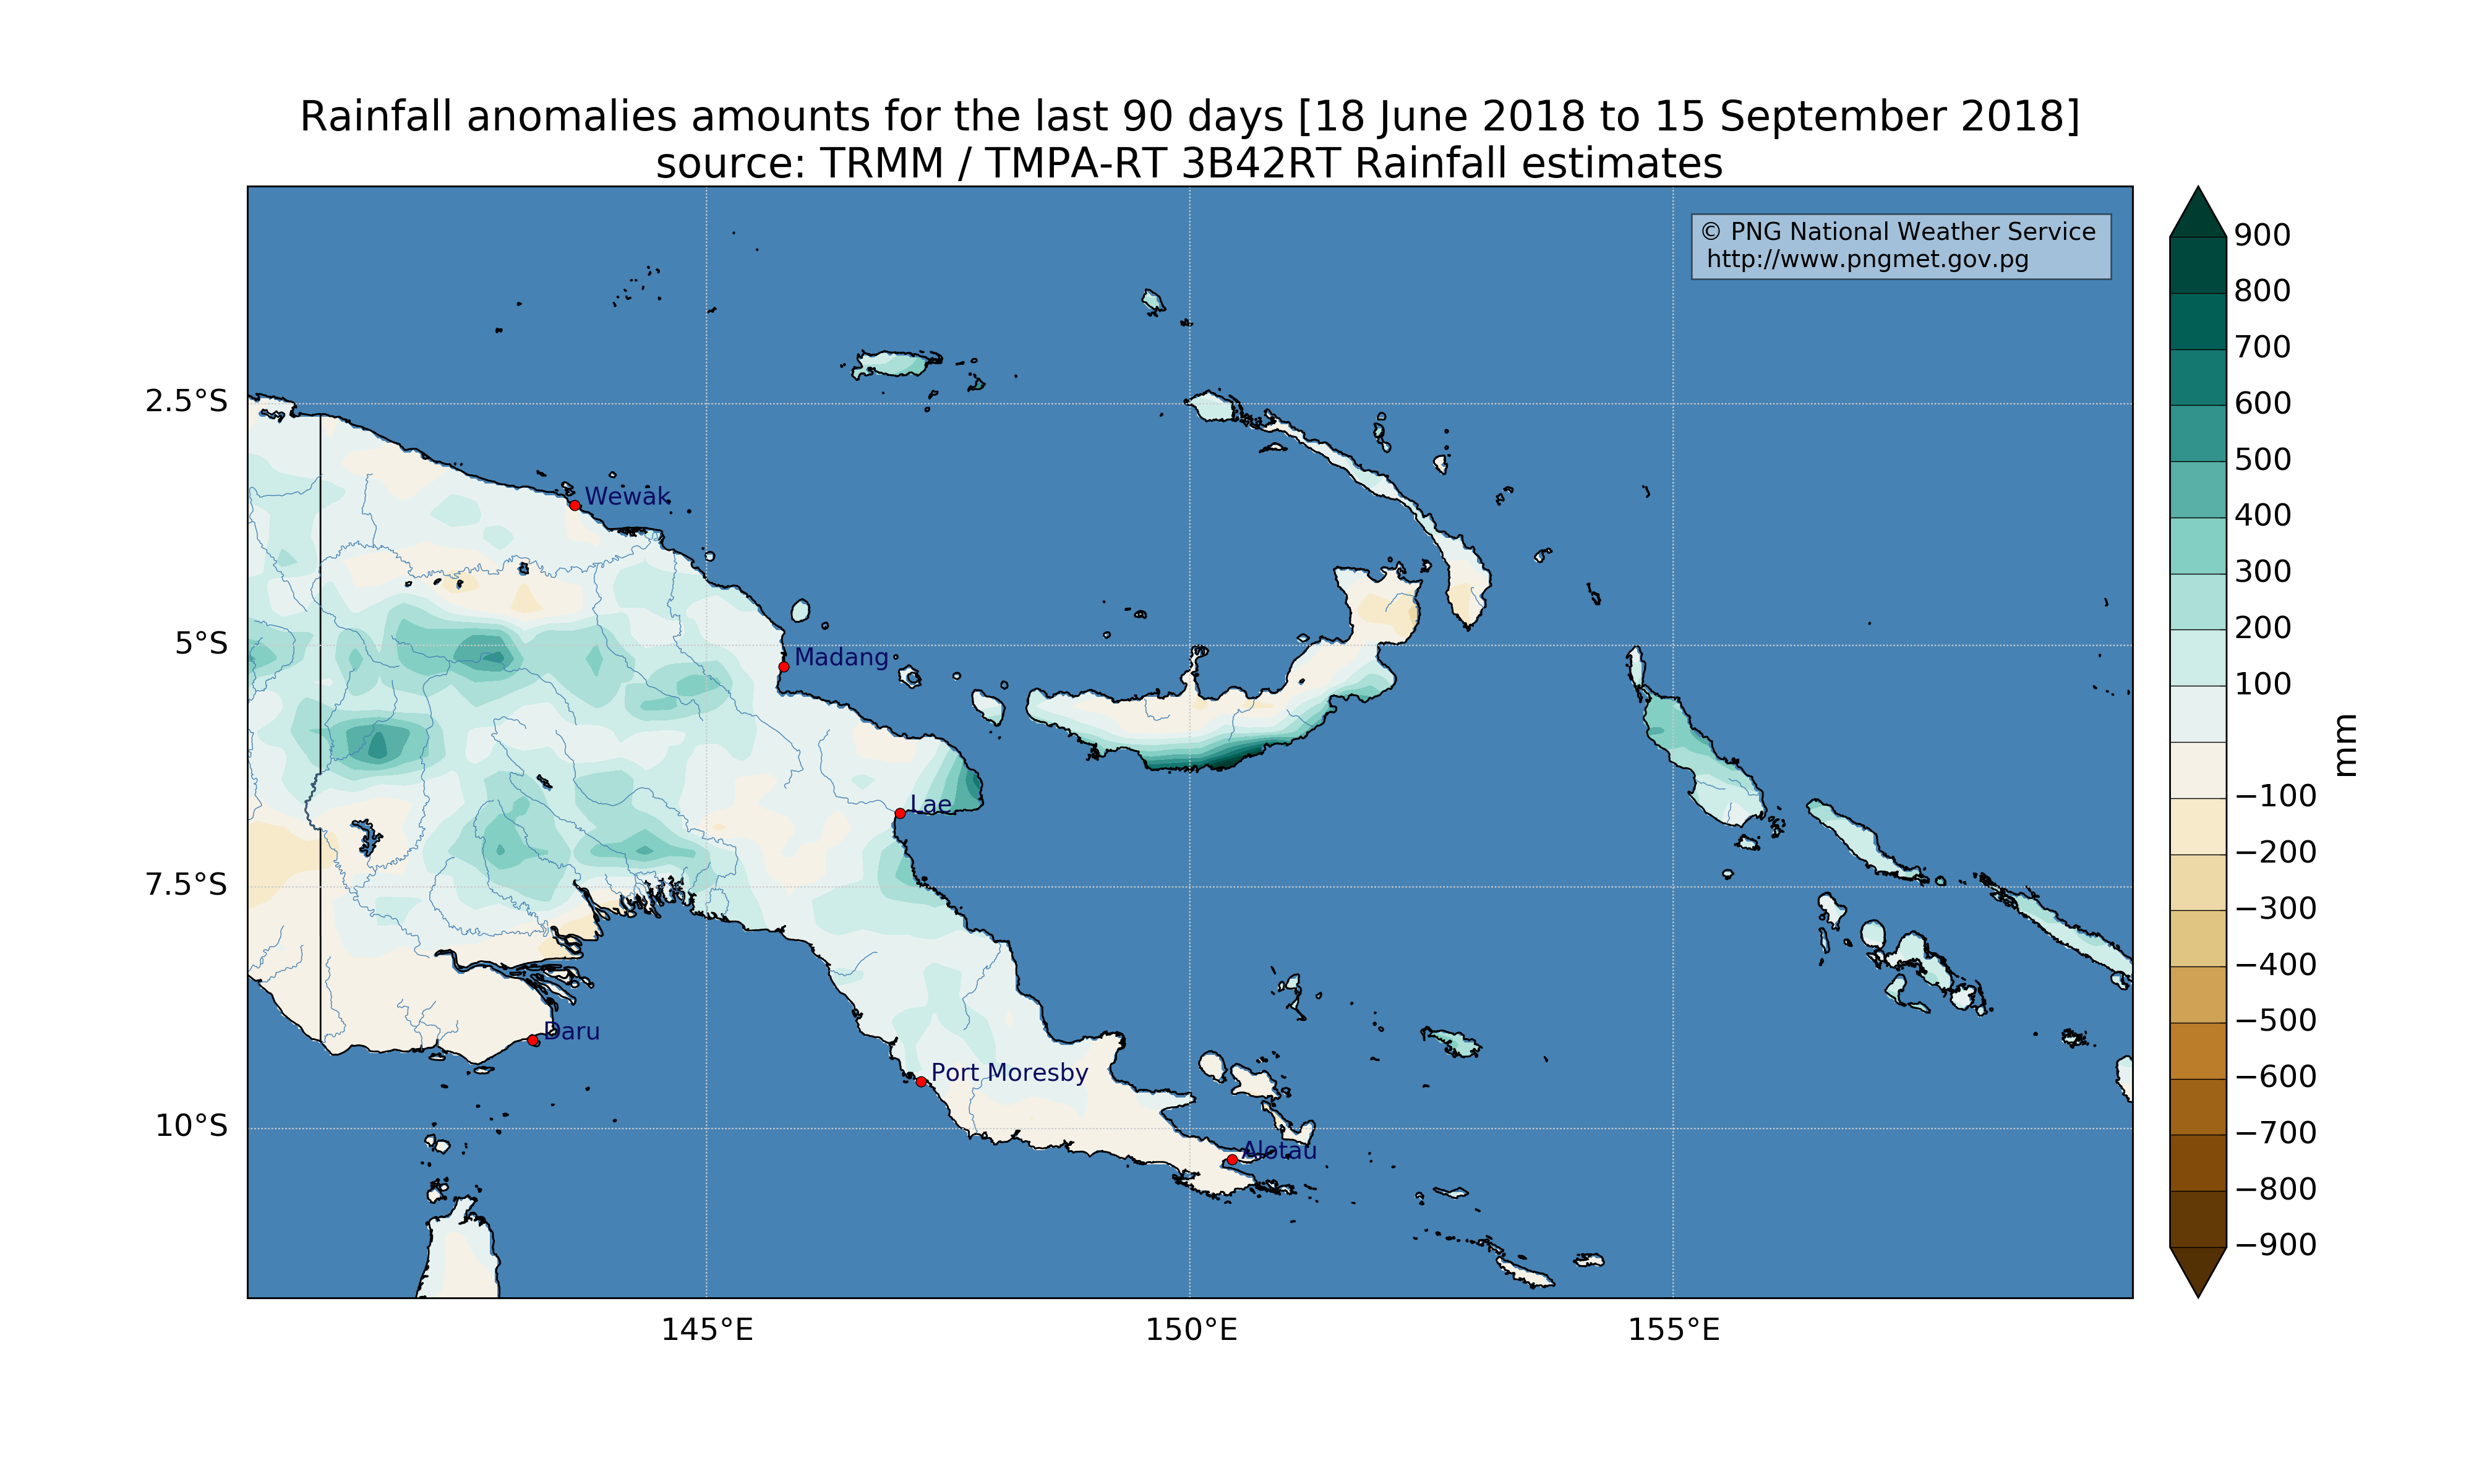 Rainfall anomalies amounts for the last 90 days [18 June 2018 to 15 September 2018]
source: TRMM / TMPA-RT 3B42RT Rainfall estimates
© PNG National Weather Service
http://www.pngmet.gov.pg
2.5°S
5°S
7.5°S
10°S
Wewak
Madang
Lae
Daru
Port Moresby
Alotau
145°E
150°E
155°E
900
800
700
600
500
400
300
200
100
−100
−200
−300
−400
−500
−600
−700
−800
−900
mm